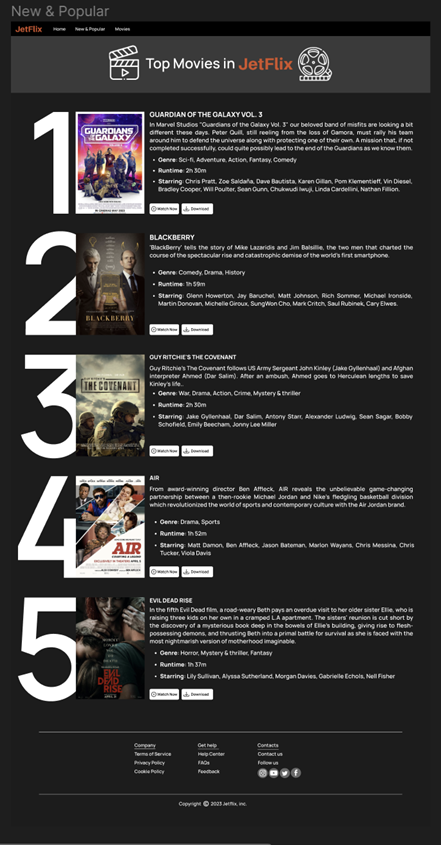 New & Popular
JetFlix Home New & Popular Movies
Top Movies in JetFlix
1
GUARDIAN OF THE GALAXY VOL. 3
In Marvel Studios "Guardians of the Galaxy Vol. 3" our beloved band of misfits are looking a bit
different these days. Peter Quill, still reeling from the loss of Gamora, must rally his team
around him to defend the universe along with protecting one of their own. A mission that, if not
completed successfully, could quite possibly lead to the end of the Guardians as we know them.
• Genre: Sci-fi, Adventure, Action, Fantasy, Comedy
• Runtime: 2h 30m
• Starring: Chris Pratt, Zoe Saldaña, Dave Bautista, Karen Gillan, Pom Klementieff, Vin Diesel,
Bradley Cooper, Will Poulter, Sean Gunn, Chukwudi Iwuji, Linda Cardellini, Nathan Fillion.
Watch Now Download
GUARDIANS
OF THE GALAXY
2
BLACKBERRY
'BlackBerry' tells the story of Mike Lazaridis and Jim Balsillie, the two men that charted the
course of the spectacular rise and catastrophic demise of the world's first smartphone.
• Genre: Comedy, Drama, History
• Runtime: 1h 59m
• Starring: Glenn Howerton, Jay Baruchel, Matt Johnson, Rich Sommer, Michael Ironside,
Martin Donovan, Michelle Giroux, SungWon Cho, Mark Critch, Saul Rubinek, Cary Elwes.
Watch Now Download
BLACKBERRY
3
GUY RITCHIE'S THE COVENANT
Guy Ritchie's The Covenant follows US Army Sergeant John Kinley (Jake Gyllenhaal) and Afghan
interpreter Ahmed (Dar Salim). After an ambush, Ahmed goes to Herculean lengths to save
Kinley's life..
• Genre: War, Drama, Action, Crime, Mystery & thriller
• Runtime: 2h 30m
• Starring: Jake Gyllenhaal, Dar Salim, Antony Starr, Alexander Ludwig, Sean Sagar, Bobby
Schofield, Emily Beecham, Jonny Lee Miller
Watch Now Download
THE COVENANT
4
AIR
From award-winning director Ben Affleck, AIR reveals the unbelievable game-changing
partnership between a then-rookie Michael Jordan and Nike's fledgling basketball division
which revolutionized the world of sports and contemporary culture with the Air Jordan brand.
• Genre: Drama, Sports
• Runtime: 1h 52m
• Starring: Matt Damon, Ben Affleck, Jason Bateman, Marlon Wayans, Chris Messina, Chris
Tucker, Viola Davis
Watch Now Download
AIR
5
EVIL DEAD RISE
In the fifth Evil Dead film, a road-weary Beth pays an overdue visit to her older sister Ellie, who is
raising three kids on her own in a cramped L.A apartment. The sisters' reunion is cut short by
the discovery of a mysterious book deep in the bowels of Ellie's building, giving rise to flesh-
possessing demons, and thrusting Beth into a primal battle for survival as she is faced with the
most nightmarish version of motherhood imaginable.
• Genre: Horror, Mystery & thriller, Fantasy
• Runtime: 1h 37m
• Starring: Lily Sullivan, Alyssa Sutherland, Morgan Davies, Gabrielle Echols, Nell Fisher
Watch Now Download
EVIL DEAD
RISE
Company Get help Contacts
Terms of Service Help Center Contact us
Privacy Policy FAQs Follow us
Cookie Policy Feedback
Copyright © 2023 Jetflix, inc.